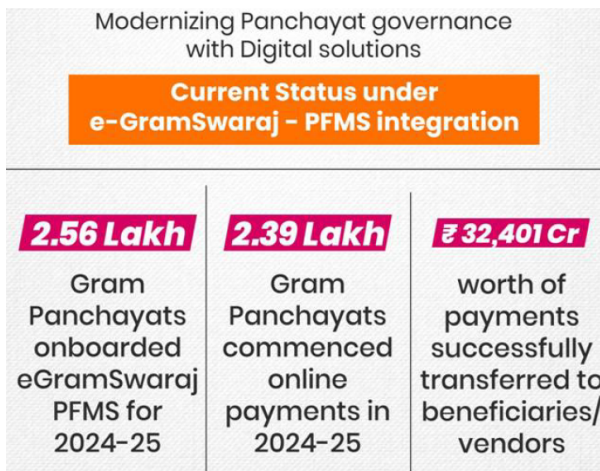 Modernizing Panchayat governance
with Digital solutions
Current Status under
e-GramSwaraj - PFMS integration
2.56 Lakh
Gram
Panchayats
onboarded
eGramSwaraj
PFMS for
2024-25
2.39 Lakh
Gram
Panchayats
commenced
online
payments in
2024-25
₹ 32,401 Cr
worth of
payments
successfully
transferred to
beneficiaries/
vendors